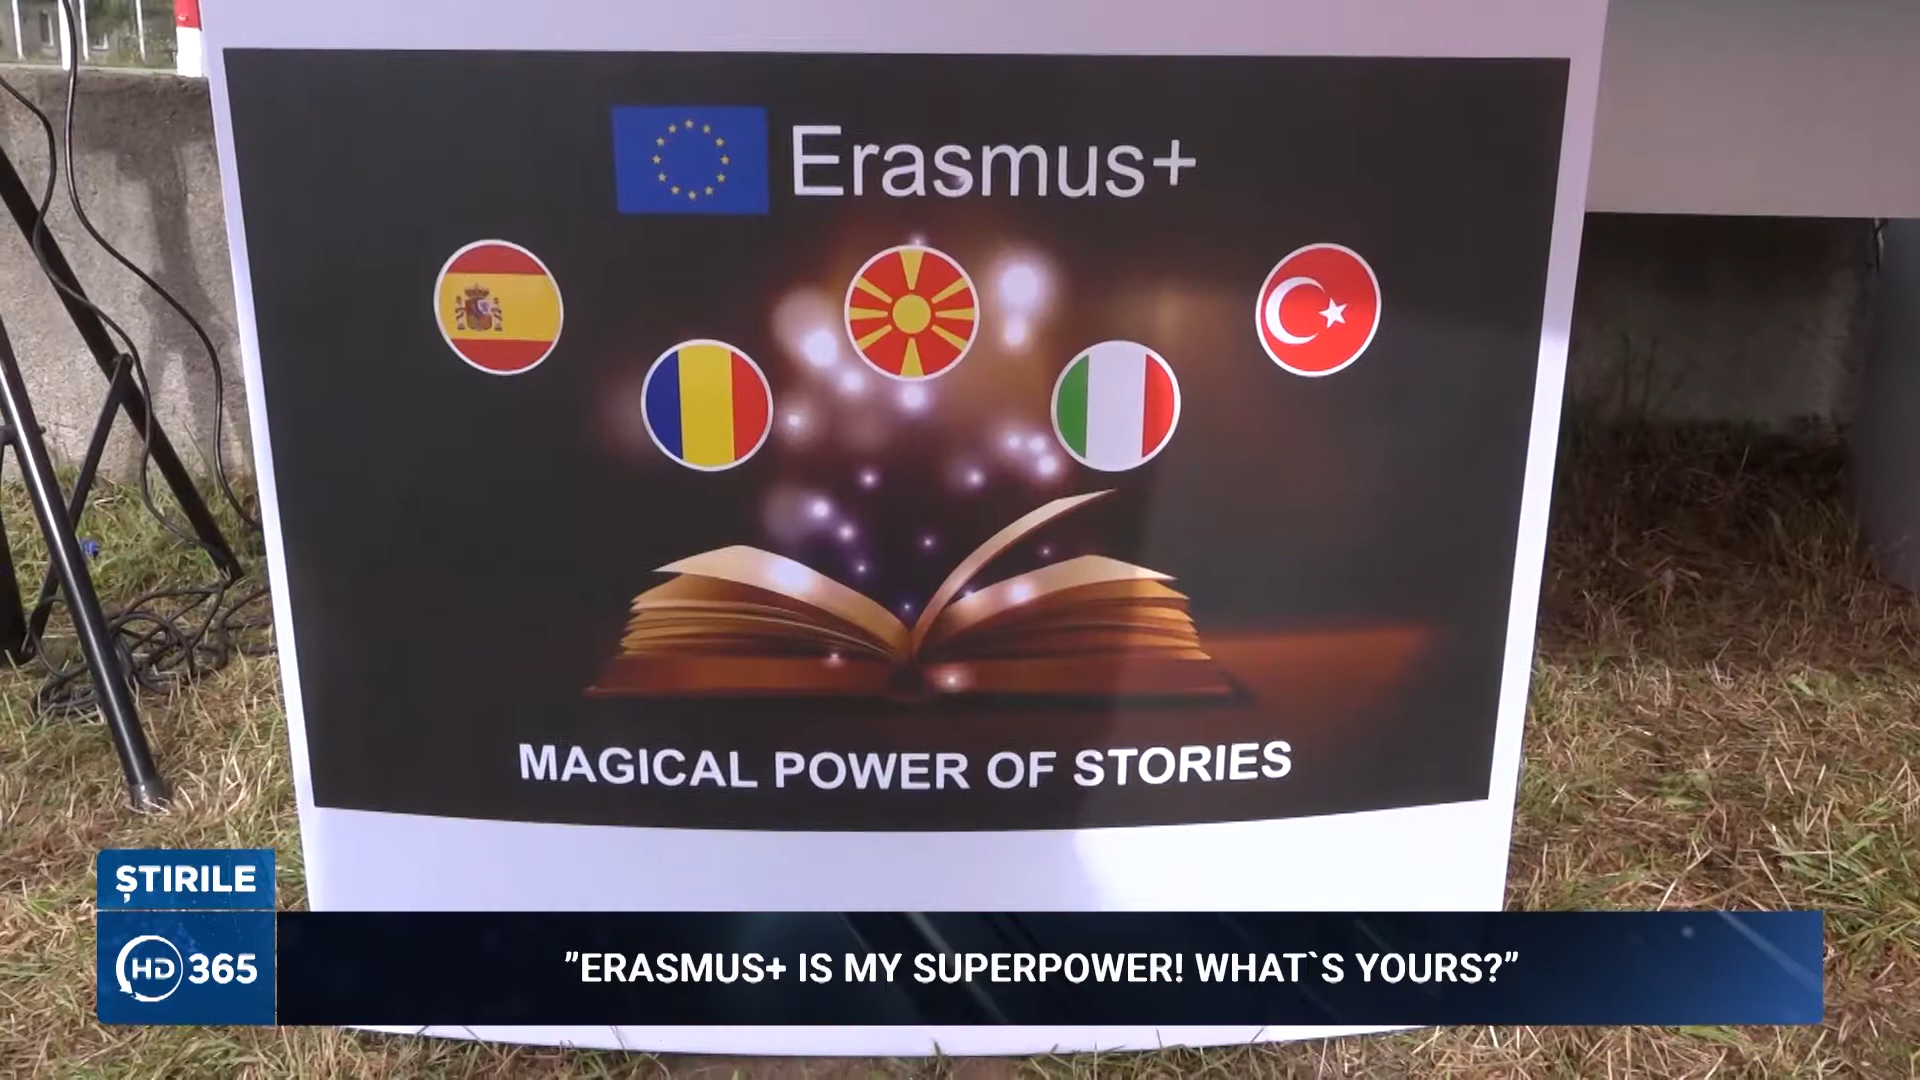 Erasmus+
MAGICAL POWER OF STORIES
ȘTIRILE
HD 365
”ERASMUS+ IS MY SUPERPOWER! WHAT`S YOURS?”